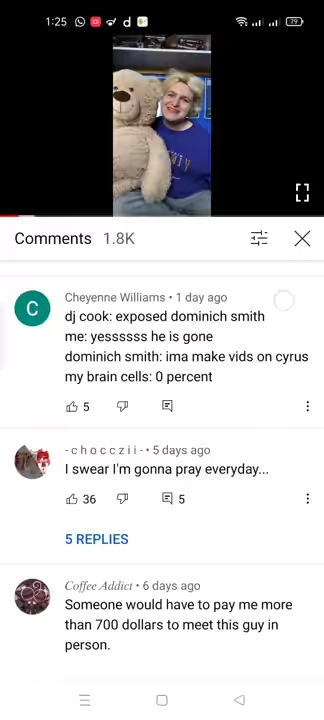 1:25
d
79
Comments 1.8K
C
Cheyenne Williams • 1 day ago
dj cook: exposed dominich smith
me: yessssss he is gone
dominich smith: ima make vids on cyrus
my brain cells: 0 percent
5
- c h o c c z i i - • 5 days ago
I swear I'm gonna pray everyday...
36
5
5 REPLIES
Coffee Addict • 6 days ago
Someone would have to pay me more
than 700 dollars to meet this guy in
person.